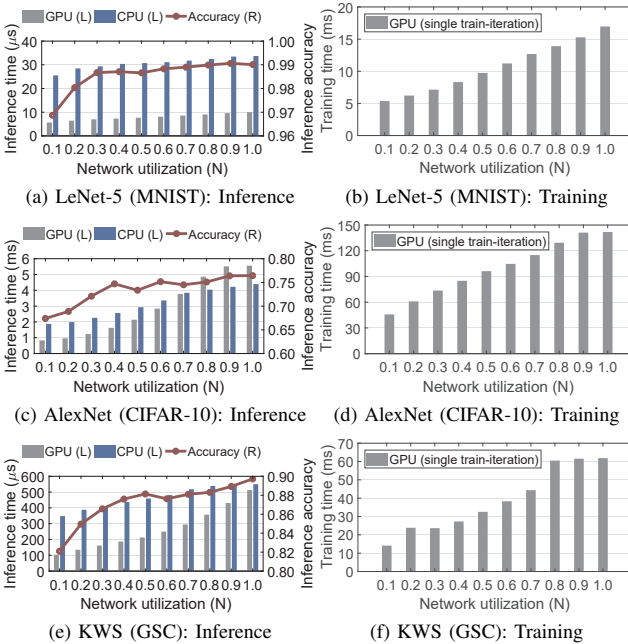 GPU (L) CPU (L) Accuracy (R)
Inference time (μs)
40
30
20
10
0
1.00
0.99
0.98
0.97
0.96
Inference accuracy
0.1 0.2 0.3 0.4 0.5 0.6 0.7 0.8 0.9 1.0
Network utilization (N)
(a) LeNet-5 (MNIST): Inference
GPU (single train-iteration)
Training time (ms)
20
15
10
5
0
0.1 0.2 0.3 0.4 0.5 0.6 0.7 0.8 0.9 1.0
Network utilization (N)
(b) LeNet-5 (MNIST): Training
GPU (L) CPU (L) Accuracy (R)
Inference time (ms)
6
5
4
3
2
1
0
0.80
0.75
0.70
0.65
0.60
Inference accuracy
0.1 0.2 0.3 0.4 0.5 0.6 0.7 0.8 0.9 1.0
Network utilization (N)
(c) AlexNet (CIFAR-10): Inference
GPU (single train-iteration)
Training time (ms)
150
120
90
60
30
0
0.1 0.2 0.3 0.4 0.5 0.6 0.7 0.8 0.9 1.0
Network utilization (N)
(d) AlexNet (CIFAR-10): Training
GPU (L) CPU (L) Accuracy (R)
Inference time (μs)
600
500
400
300
200
100
0
0.90
0.88
0.86
0.84
0.82
0.80
Inference accuracy
0.1 0.2 0.3 0.4 0.5 0.6 0.7 0.8 0.9 1.0
Network utilization (N)
(e) KWS (GSC): Inference
GPU (single train-iteration)
Training time (ms)
70
60
50
40
30
20
10
0
0.1 0.2 0.3 0.4 0.5 0.6 0.7 0.8 0.9 1.0
Network utilization (N)
(f) KWS (GSC): Training